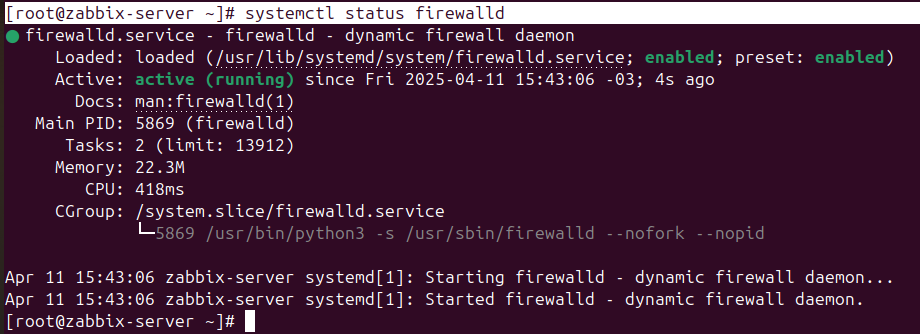 [root@zabbix-server ~]# systemctl status firewalld
● firewalld.service - firewalld - dynamic firewall daemon
     Loaded: loaded (/usr/lib/systemd/system/firewalld.service; enabled; preset: enabled)
     Active: active (running) since Fri 2025-04-11 15:43:06 -03; 4s ago
       Docs: man:firewalld(1)
   Main PID: 5869 (firewalld)
      Tasks: 2 (limit: 13912)
     Memory: 22.3M
        CPU: 418ms
     CGroup: /system.slice/firewalld.service
             └─5869 /usr/bin/python3 -s /usr/sbin/firewalld --nofork --nopid
Apr 11 15:43:06 zabbix-server systemd[1]: Starting firewalld - dynamic firewall daemon...
Apr 11 15:43:06 zabbix-server systemd[1]: Started firewalld - dynamic firewall daemon.
[root@zabbix-server ~]#